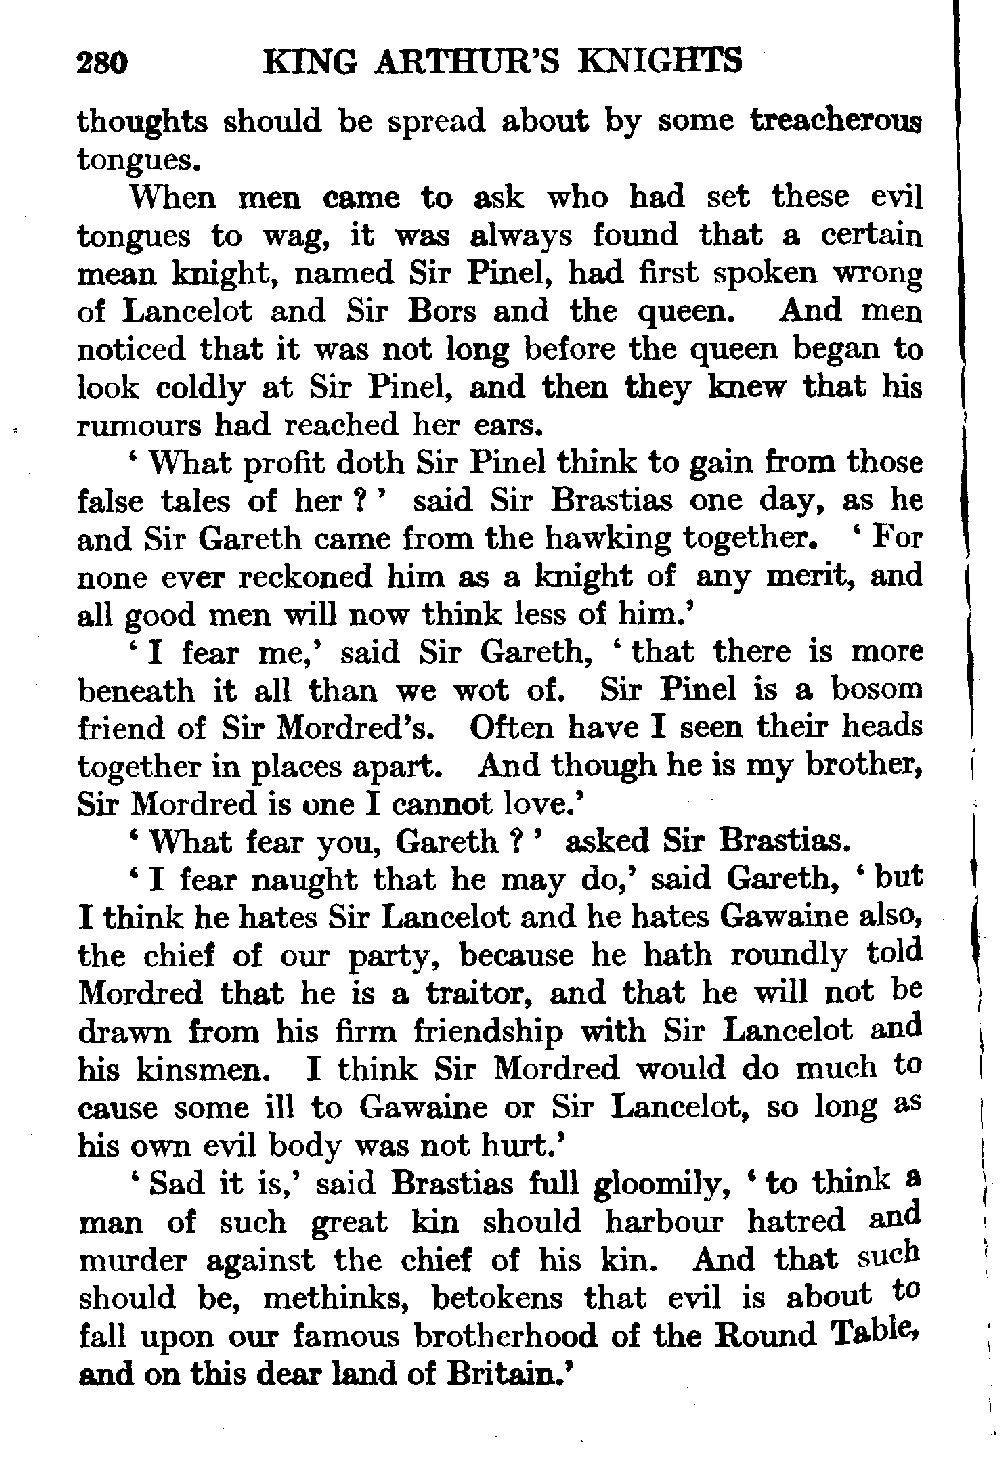 280 KING ARTHUR'S KNIGHTS
thoughts should be spread about by some treacherous
tongues.
When men came to ask who had set these evil
tongues to wag, it was always found that a certain
mean knight, named Sir Pinel, had first spoken wrong
of Lancelot and Sir Bors and the queen. And men
noticed that it was not long before the queen began to
look coldly at Sir Pinel, and then they knew that his
rumours had reached her ears.
‘ What profit doth Sir Pinel think to gain from those
false tales of her ? ’ said Sir Brastias one day, as he
and Sir Gareth came from the hawking together. ‘ For
none ever reckoned him as a knight of any merit, and
all good men will now think less of him.’
‘ I fear me,’ said Sir Gareth, ‘ that there is more
beneath it all than we wot of. Sir Pinel is a bosom
friend of Sir Mordred’s. Often have I seen their heads
together in places apart. And though he is my brother,
Sir Mordred is one I cannot love.’
‘ What fear you, Gareth ? ’ asked Sir Brastias.
‘ I fear naught that he may do,’ said Gareth, ‘ but
I think he hates Sir Lancelot and he hates Gawaine also,
the chief of our party, because he hath roundly told
Mordred that he is a traitor, and that he will not be
drawn from his firm friendship with Sir Lancelot and
his kinsmen. I think Sir Mordred would do much to
cause some ill to Gawaine or Sir Lancelot, so long as
his own evil body was not hurt.’
‘ Sad it is,’ said Brastias full gloomily, ‘ to think a
man of such great kin should harbour hatred and
murder against the chief of his kin. And that such
should be, methinks, betokens that evil is about to
fall upon our famous brotherhood of the Round Table,
and on this dear land of Britain.’